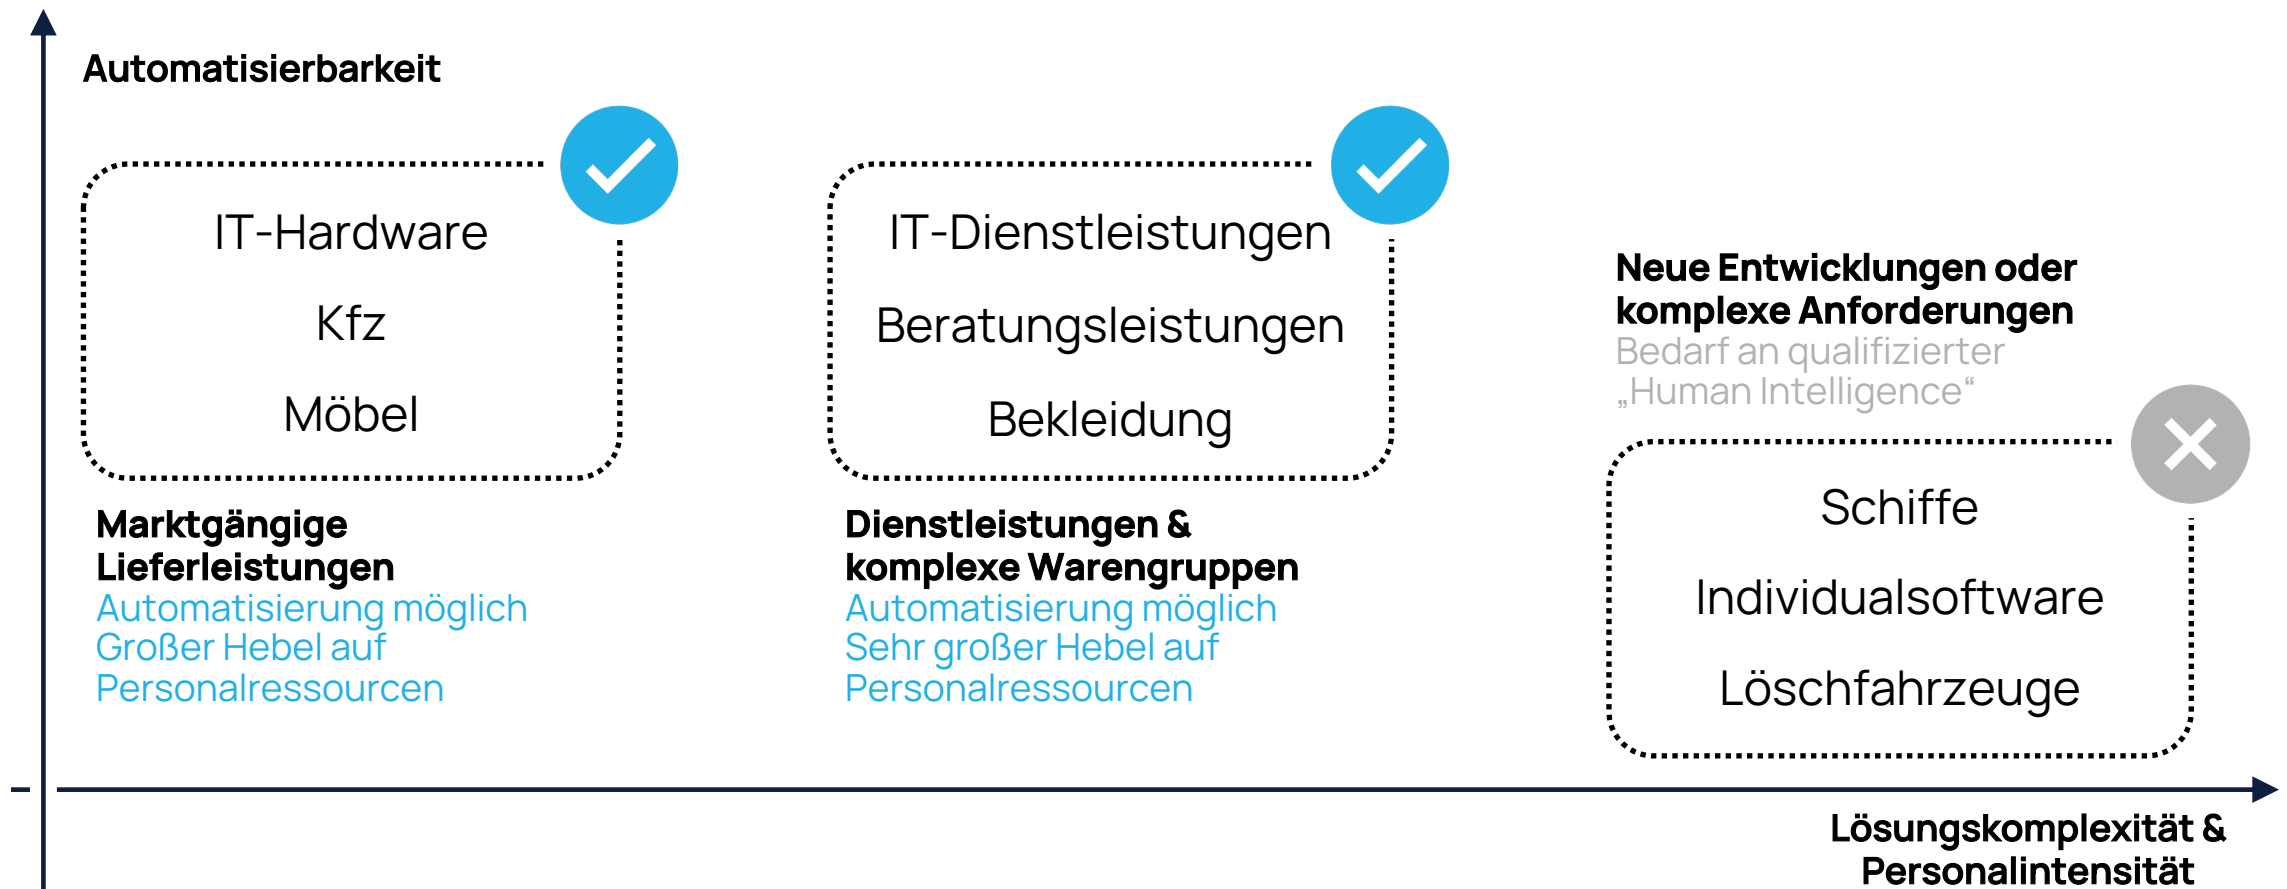 Automatisierbarkeit
IT-Hardware
Kfz
Möbel
Marktgängige
Lieferleistungen
Automatisierung möglich
Großer Hebel auf
Personalressourcen
IT-Dienstleistungen
Beratungsleistungen
Bekleidung
Dienstleistungen &
komplexe Warengruppen
Automatisierung möglich
Sehr großer Hebel auf
Personalressourcen
Neue Entwicklungen oder
komplexe Anforderungen
Bedarf an qualifizierter
„Human Intelligence“
Schiffe
Individualsoftware
Löschfahrzeuge
Lösungskomplexität &
Personalintensität